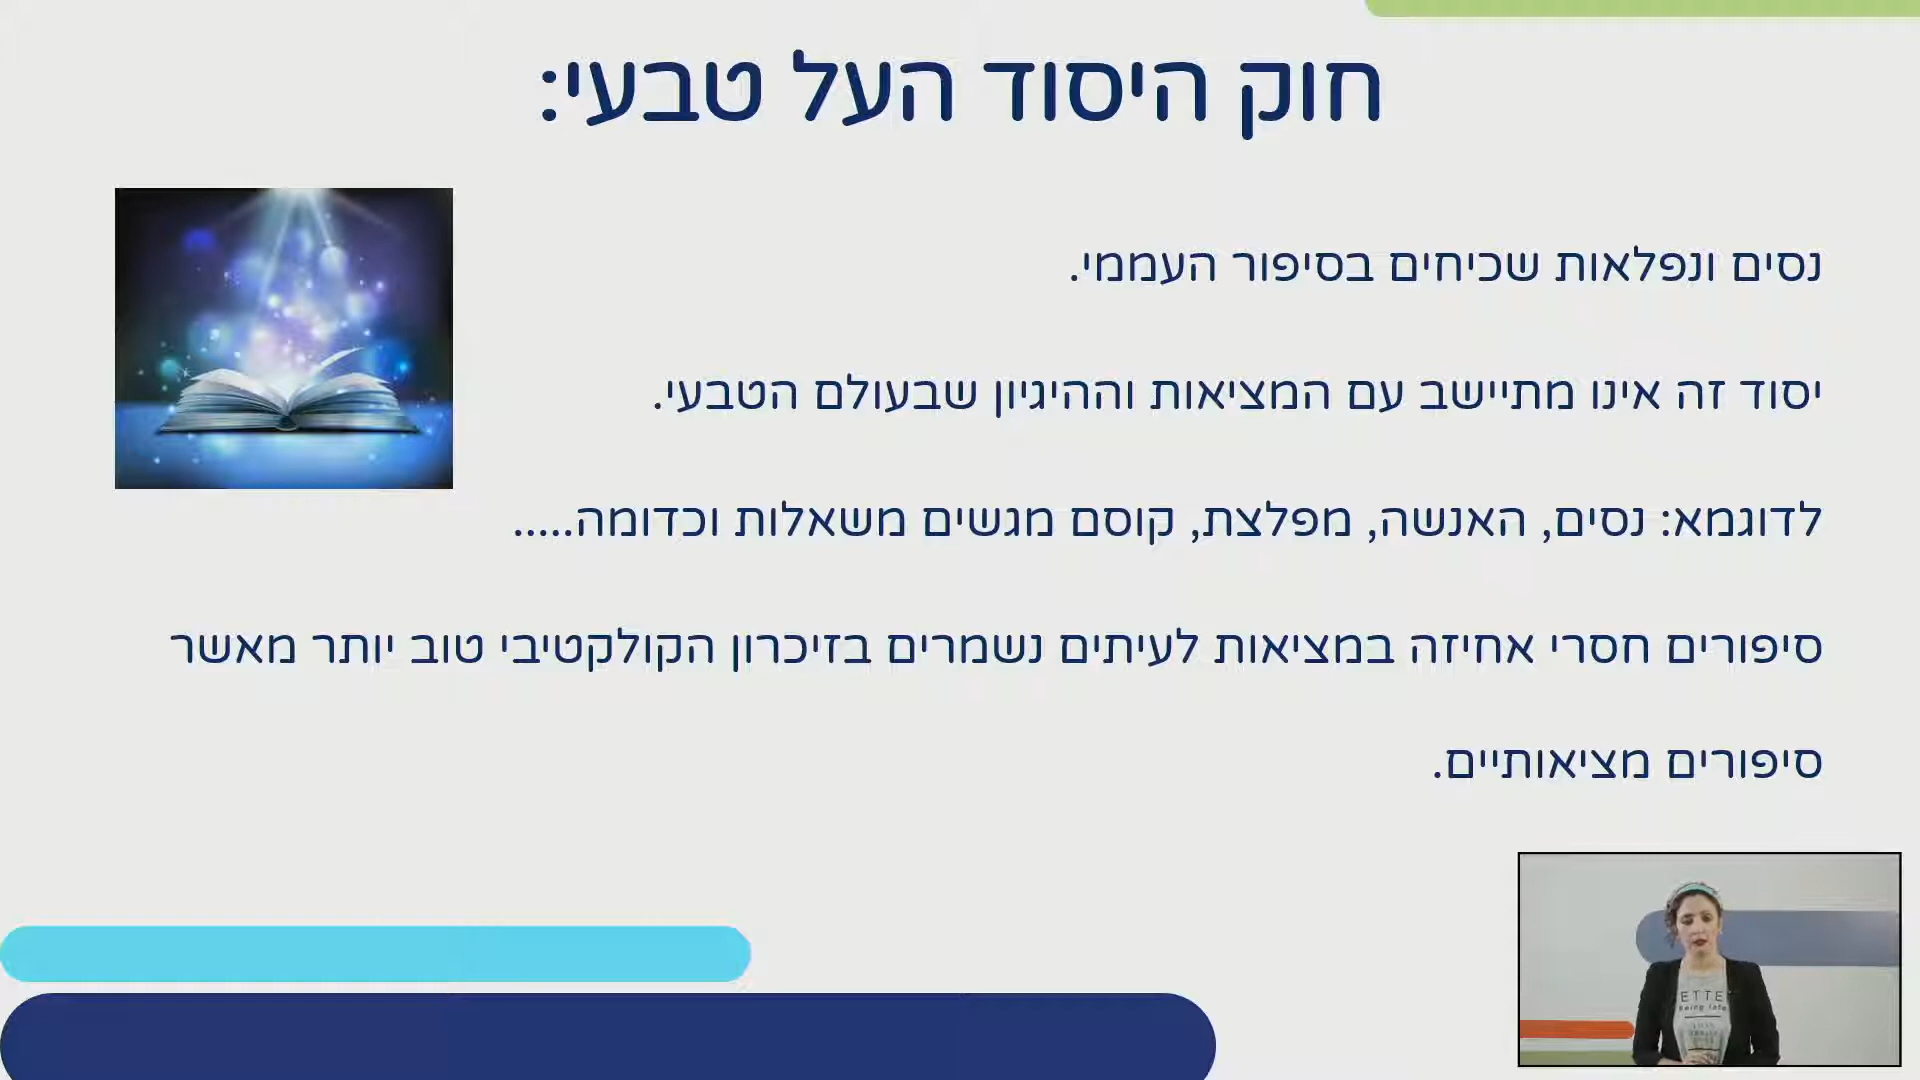 חוק היסוד העל טבעי:
נסים ונפלאות שכיחים בסיפור העממי.
יסוד זה אינו מתיישב עם המציאות וההיגיון שבעולם הטבעי.
לדוגמא: נסים, האנשה, מפלצת, קוסם מגשים משאלות וכדומה.....
סיפורים חסרי אחיזה במציאות לעיתים נשמרים בזיכרון הקולקטיבי טוב יותר מאשר
סיפורים מציאותיים.